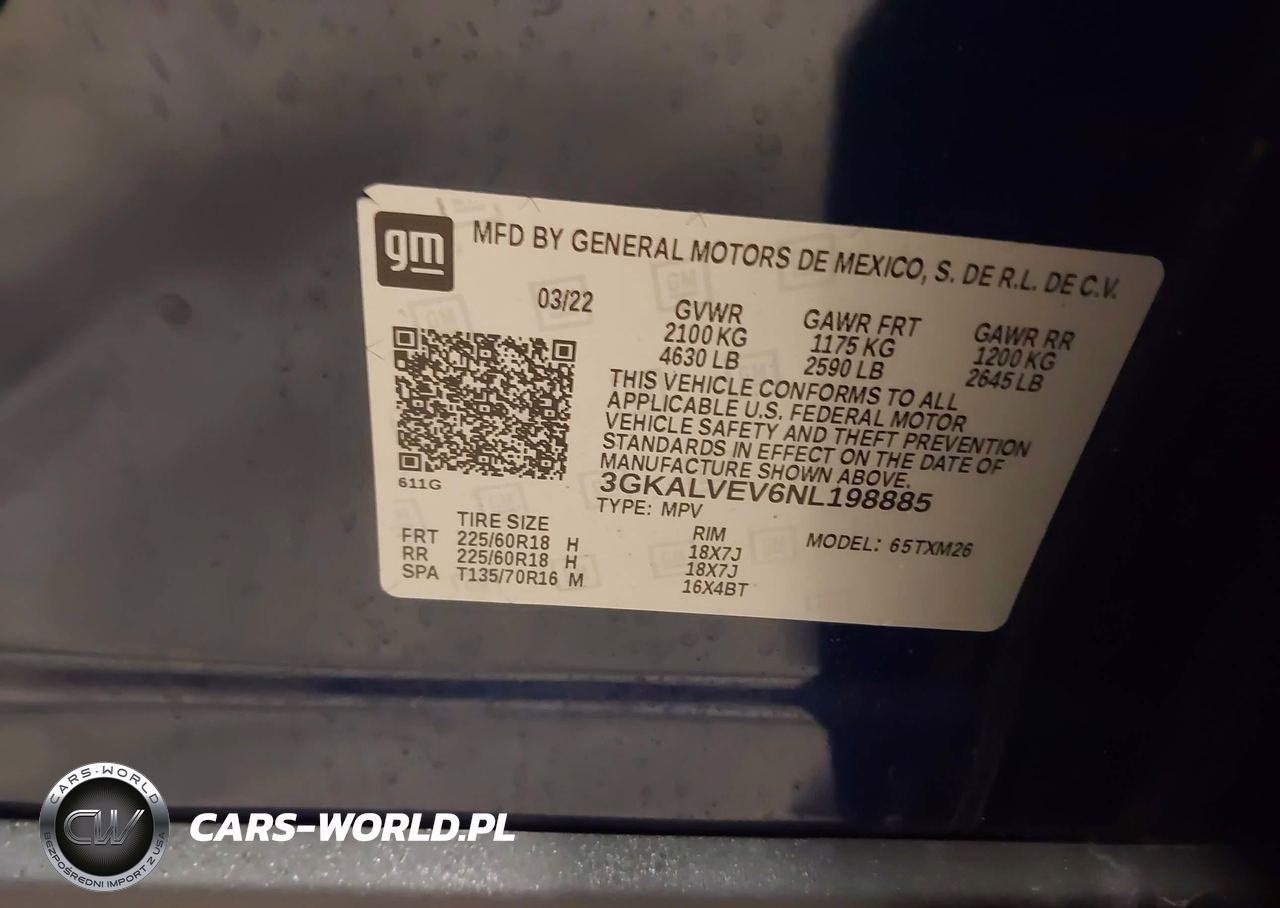 gm
MFD BY GENERAL MOTORS DE MEXICO, S. DE R.L. DE C.V.
03/22
GVWR GAWR FRT GAWR RR
2100 KG 1175 KG 1200 KG
4630 LB 2590 LB 2645 LB
THIS VEHICLE CONFORMS TO ALL
APPLICABLE U.S. FEDERAL MOTOR
VEHICLE SAFETY AND THEFT PREVENTION
STANDARDS IN EFFECT ON THE DATE OF
MANUFACTURE SHOWN ABOVE.
611G
3GKALVEV6NL198885
TYPE: MPV
TIRE SIZE RIM MODEL: 65TXM26
FRT 225/60R18 H 18X7J
RR 225/60R18 H 18X7J
SPA T135/70R16 M 16X4BT
CARS-WORLD
CW
BEZPOŚREDNI IMPORT Z USA
CARS-WORLD.PL